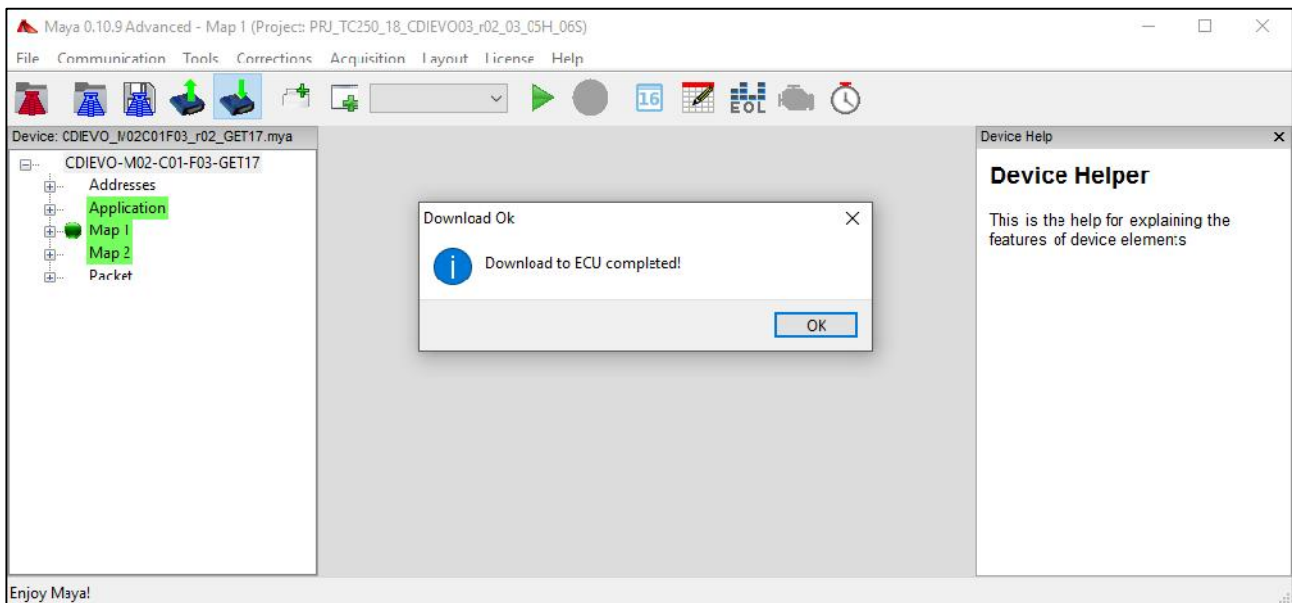 Maya 0.10.9 Advanced - Map 1 (Project: PRJ_TC250_18_CDIEVO03_r02_03_05H_06S)
File Communication Tools Corrections Acquisition Layout License Help
16
EOL
Device: CDIEVO_M02C01F03_r02_GET17.mya
Device Help
CDIEVO-M02-C01-F03-GET17
Addresses
Application
Map 1
Map 2
Packet
Device Helper
This is the help for explaining the
features of device elements
Download Ok
Download to ECU completed!
OK
Enjoy Maya!